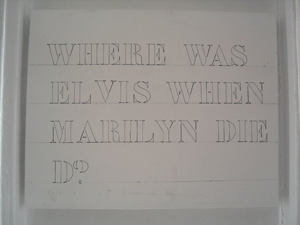 WHERE WAS
ELVIS WHEN
MARILYN DIE
D?